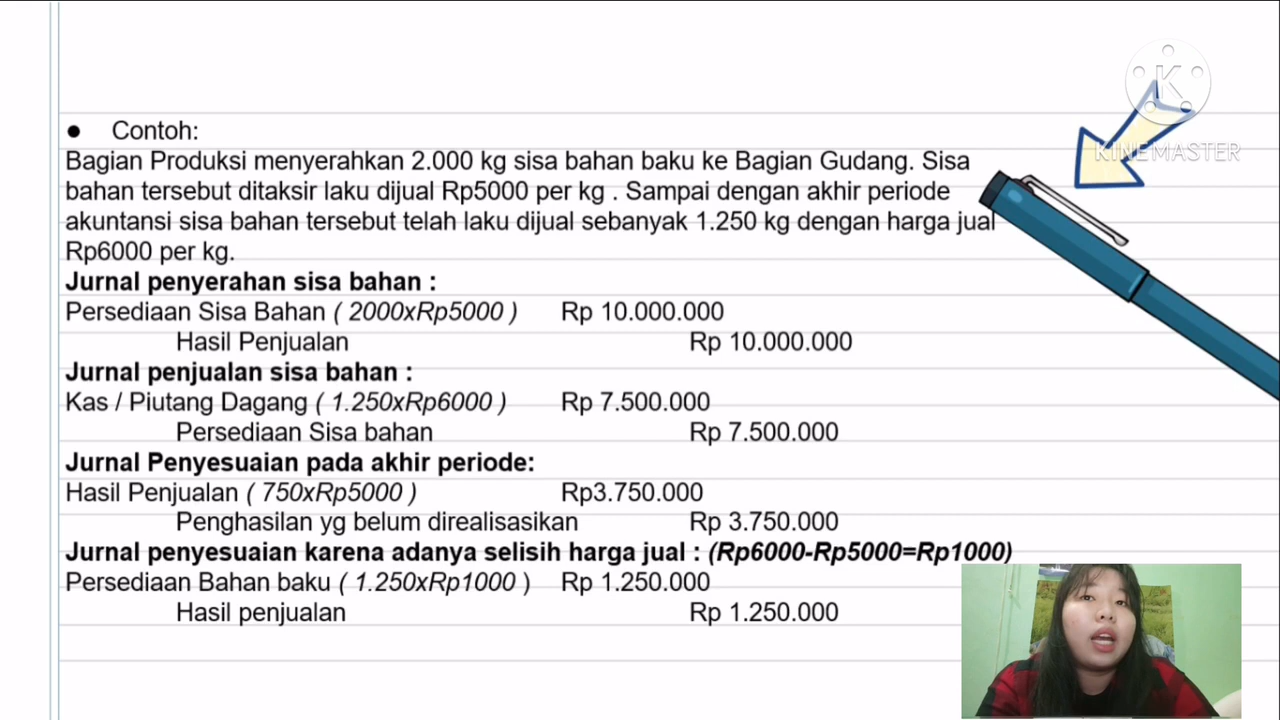 K
KINEMASTER
● Contoh:
Bagian Produksi menyerahkan 2.000 kg sisa bahan baku ke Bagian Gudang. Sisa
bahan tersebut ditaksir laku dijual Rp5000 per kg . Sampai dengan akhir periode
akuntansi sisa bahan tersebut telah laku dijual sebanyak 1.250 kg dengan harga jual
Rp6000 per kg.
Jurnal penyerahan sisa bahan :
Persediaan Sisa Bahan ( 2000xRp5000 ) Rp 10.000.000
Hasil Penjualan Rp 10.000.000
Jurnal penjualan sisa bahan :
Kas / Piutang Dagang ( 1.250xRp6000 ) Rp 7.500.000
Persediaan Sisa bahan Rp 7.500.000
Jurnal Penyesuaian pada akhir periode:
Hasil Penjualan ( 750xRp5000 ) Rp3.750.000
Penghasilan yg belum direalisasikan Rp 3.750.000
Jurnal penyesuaian karena adanya selisih harga jual : (Rp6000-Rp5000=Rp1000)
Persediaan Bahan baku ( 1.250xRp1000 ) Rp 1.250.000
Hasil penjualan Rp 1.250.000